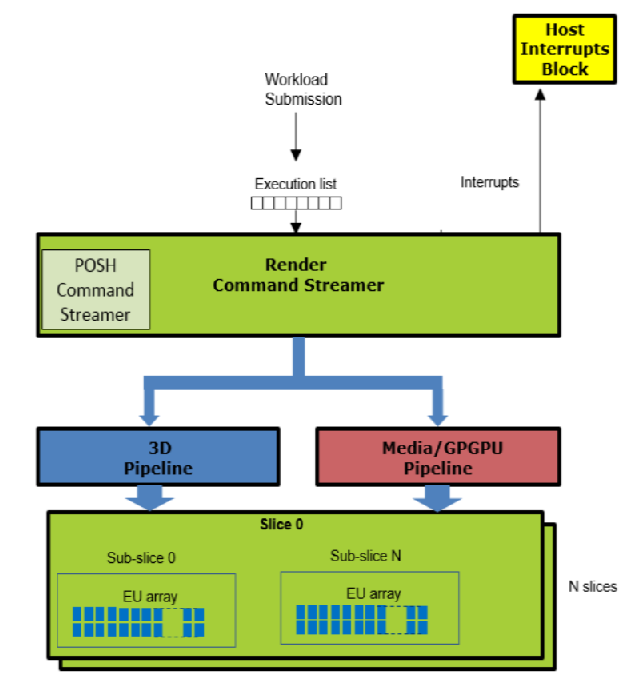 Host
Interrupts
Block
Workload
Submission
Execution list
Interrupts
POSH
Command
Streamer
Render
Command Streamer
3D
Pipeline
Media/GPGPU
Pipeline
Slice 0
Sub-slice 0
Sub-slice N
EU array
EU array
N slices